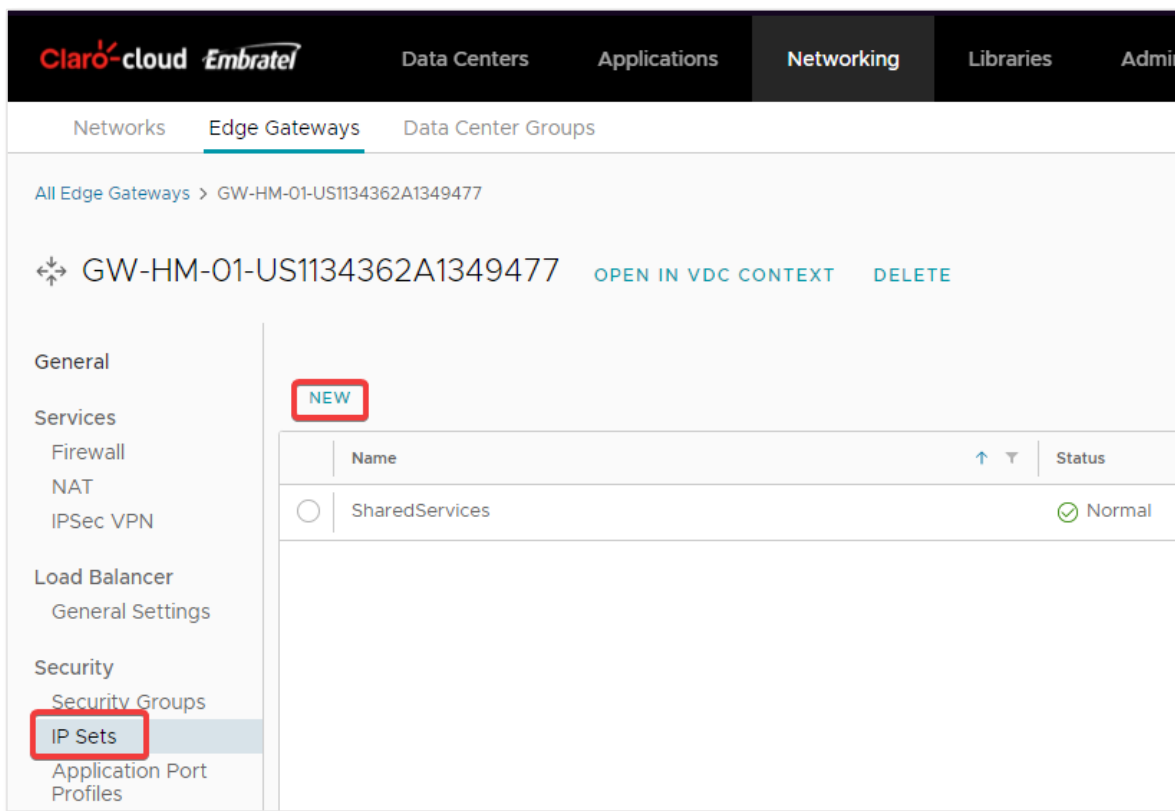 Claro-cloud Embratel Data Centers Applications Networking Libraries
Networks Edge Gateways Data Center Groups
All Edge Gateways > GW-HM-01-US1134362A1349477
GW-HM-01-US1134362A1349477 OPEN IN VDC CONTEXT DELETE
General
NEW
Services
Firewall
Name Status
NAT
SharedServices Normal
IPSec VPN
Load Balancer
General Settings
Security
Security Groups
IP Sets
Application Port
Profiles